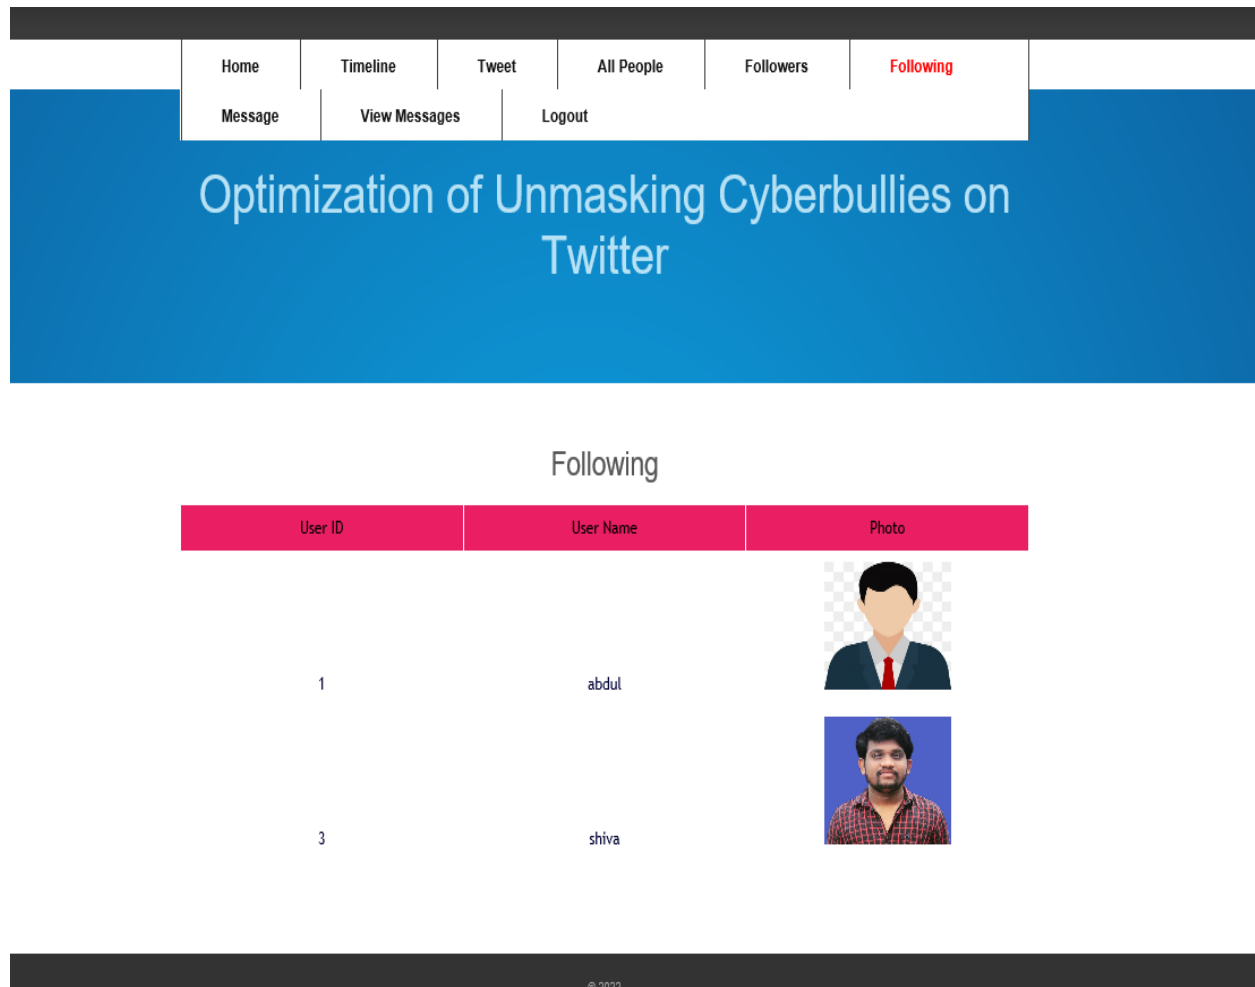 Home Timeline Tweet All People Followers Following
Message View Messages Logout
Optimization of Unmasking Cyberbullies on
Twitter
Following
User ID User Name Photo
1 abdul
3 shiva